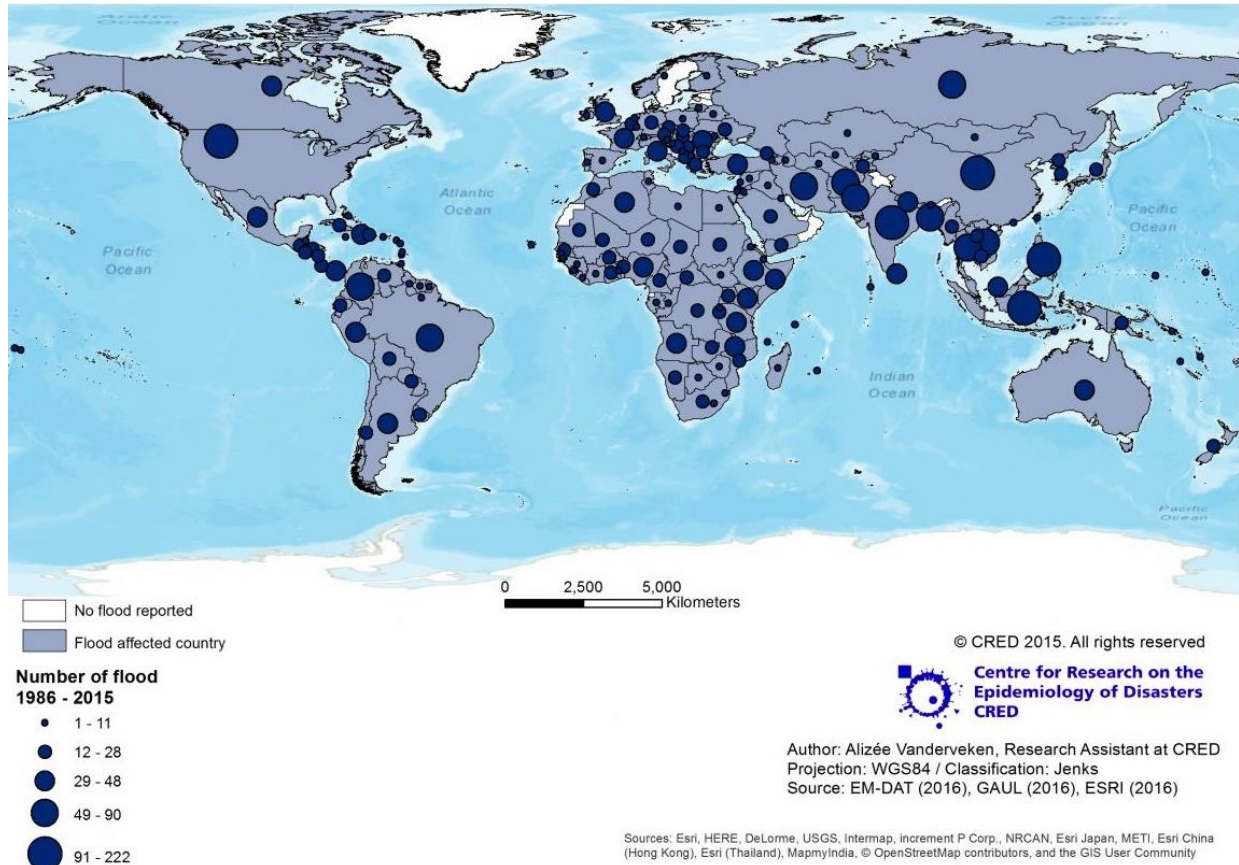 Arctic
Ocean
Arctic
Ocean
Atlantic
Ocean
Pacific
Ocean
Pacific
Ocean
Indian
Ocean
Pacific
Ocean
0 2,500 5,000
Kilometers
No flood reported
Flood affected country
Number of flood
1986 - 2015
1 - 11
12 - 28
29 - 48
49 - 90
91 - 222
© CRED 2015. All rights reserved
Centre for Research on the
Epidemiology of Disasters
CRED
Author: Alizée Vanderveken, Research Assistant at CRED
Projection: WGS84 / Classification: Jenks
Source: EM-DAT (2016), GAUL (2016), ESRI (2016)
Sources: Esri, HERE, DeLorme, USGS, Intermap, increment P Corp., NRCAN, Esri Japan, METI, Esri China
(Hong Kong), Esri (Thailand), MapmyIndia, © OpenStreetMap contributors, and the GIS User Community